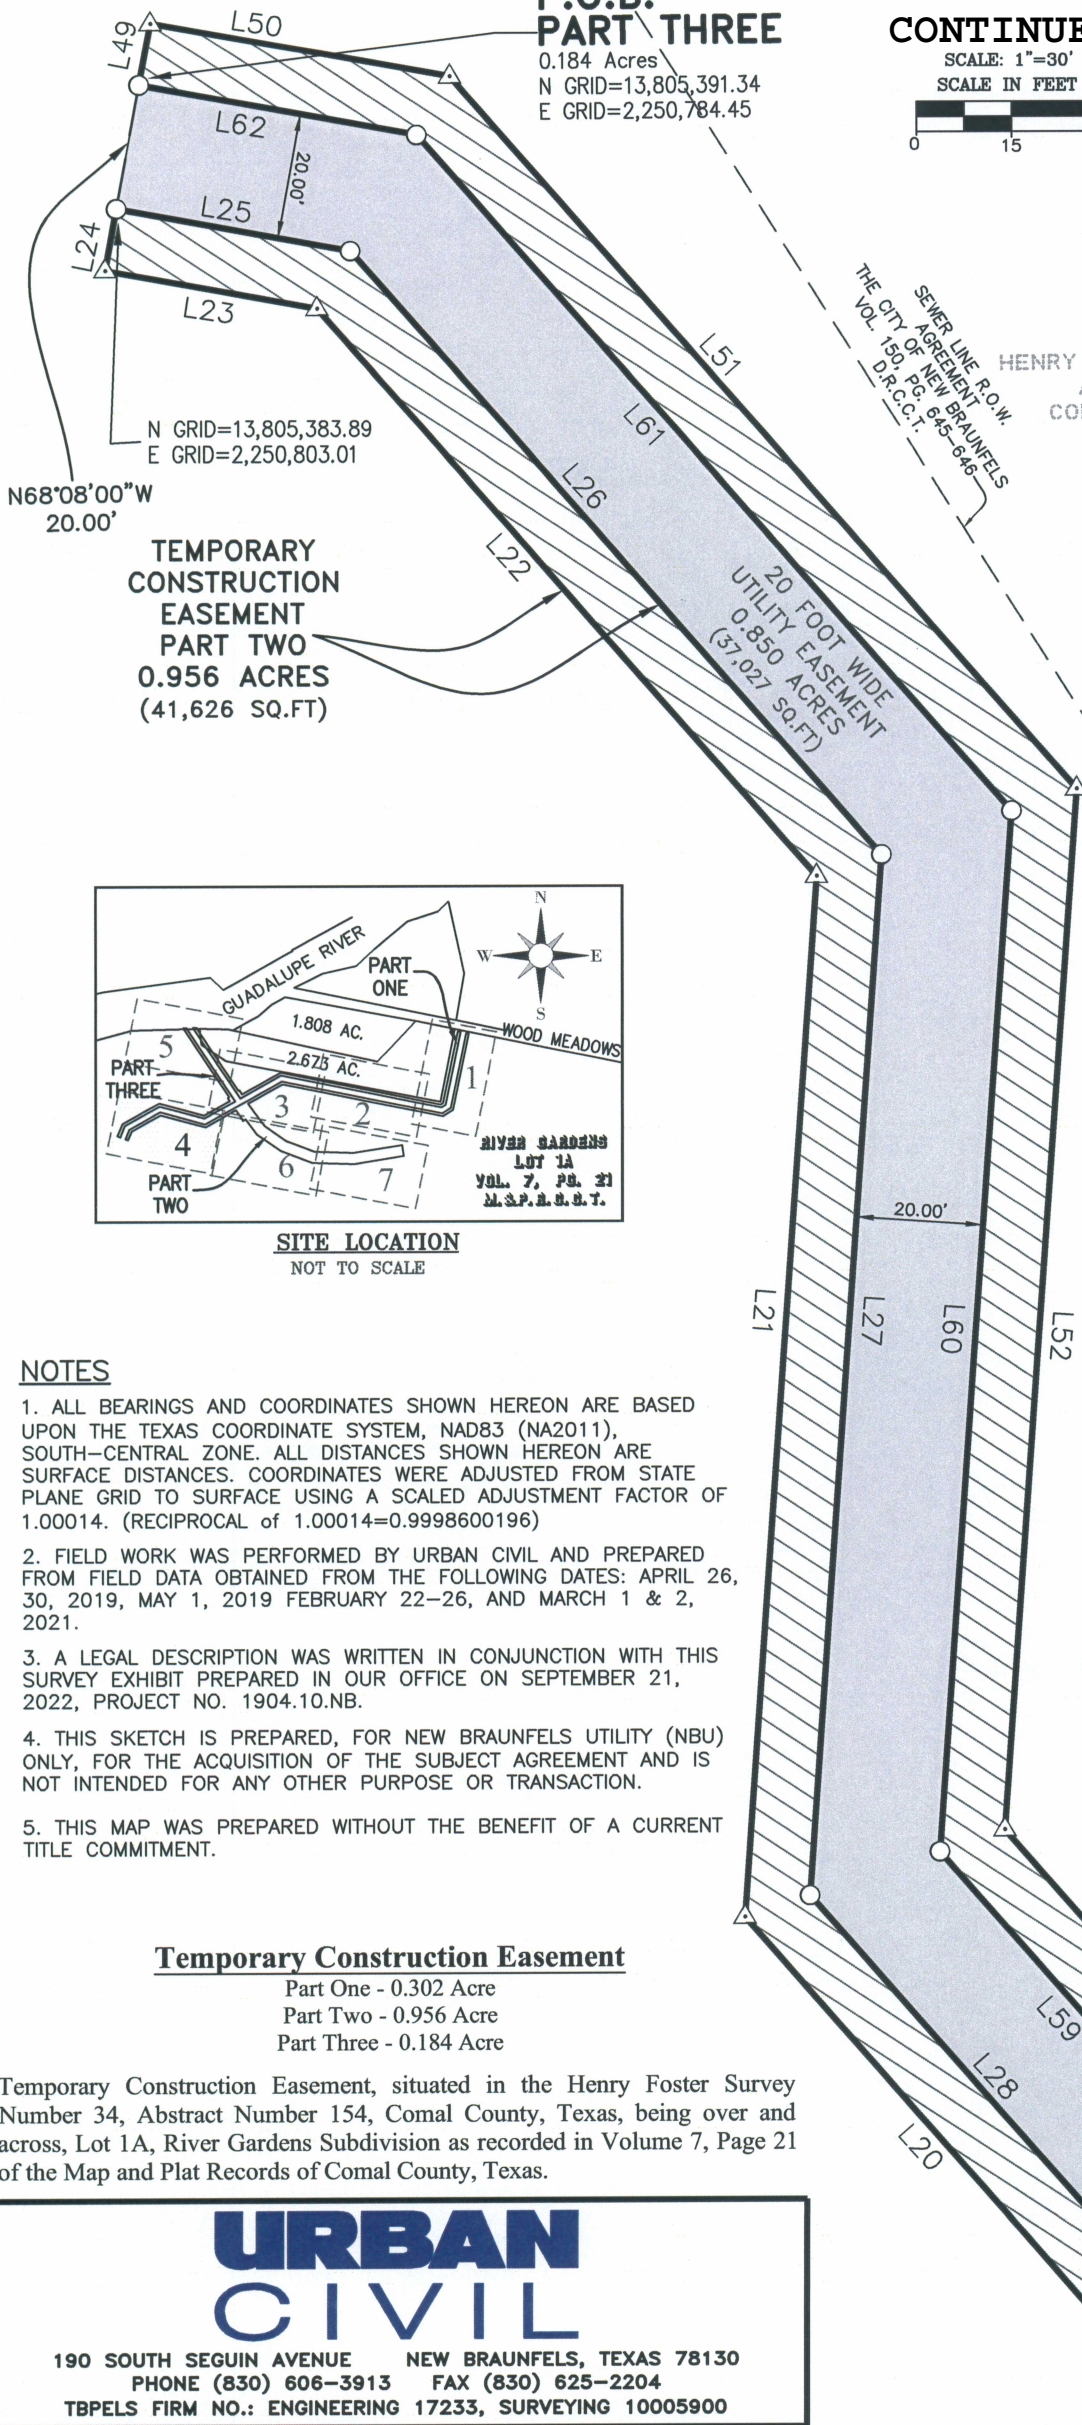 P.O.B.
PART THREE
0.184 Acres
N GRID=13,805,391.34
E GRID=2,250,784.45
SCALE: 1"=30'
SCALE IN FEET
0 15
L49
L50
L62
20.00'
L25
L24
L23
N GRID=13,805,383.89
E GRID=2,250,803.01
N68°08'00"W
20.00'
L51
L61
L26
L22
SEWER LINE R.O.W.
AGREEMENT
THE CITY OF NEW BRAUNFELS
VOL. 150, PG. 645-646
D.R.C.C.T.
HENRY
TEMPORARY
CONSTRUCTION
EASEMENT
PART TWO
0.956 ACRES
(41,626 SQ.FT)
20 FOOT WIDE
UTILITY EASEMENT
0.850 ACRES
(37,027 SQ.FT)
N
W E
S
GUADALUPE RIVER
PART
ONE
1.808 AC.
WOOD MEADOWS
2.673 AC.
5
PART
THREE
1
3
2
4
6
7
PART
TWO
RIVER GARDENS
LOT 1A
VOL. 7, PG. 21
SITE LOCATION
NOT TO SCALE
20.00'
L21
L27
L60
L52
NOTES
1. ALL BEARINGS AND COORDINATES SHOWN HEREON ARE BASED
UPON THE TEXAS COORDINATE SYSTEM, NAD83 (NA2011),
SOUTH-CENTRAL ZONE. ALL DISTANCES SHOWN HEREON ARE
SURFACE DISTANCES. COORDINATES WERE ADJUSTED FROM STATE
PLANE GRID TO SURFACE USING A SCALED ADJUSTMENT FACTOR OF
1.00014. (RECIPROCAL of 1.00014=0.9998600196)
2. FIELD WORK WAS PERFORMED BY URBAN CIVIL AND PREPARED
FROM FIELD DATA OBTAINED FROM THE FOLLOWING DATES: APRIL 26,
30, 2019, MAY 1, 2019 FEBRUARY 22-26, AND MARCH 1 & 2,
2021.
3. A LEGAL DESCRIPTION WAS WRITTEN IN CONJUNCTION WITH THIS
SURVEY EXHIBIT PREPARED IN OUR OFFICE ON SEPTEMBER 21,
2022, PROJECT NO. 1904.10.NB.
4. THIS SKETCH IS PREPARED, FOR NEW BRAUNFELS UTILITY (NBU)
ONLY, FOR THE ACQUISITION OF THE SUBJECT AGREEMENT AND IS
NOT INTENDED FOR ANY OTHER PURPOSE OR TRANSACTION.
5. THIS MAP WAS PREPARED WITHOUT THE BENEFIT OF A CURRENT
TITLE COMMITMENT.
L59
L28
L20
Temporary Construction Easement
Part One - 0.302 Acre
Part Two - 0.956 Acre
Part Three - 0.184 Acre
Temporary Construction Easement, situated in the Henry Foster Survey
Number 34, Abstract Number 154, Comal County, Texas, being over and
across, Lot 1A, River Gardens Subdivision as recorded in Volume 7, Page 21
of the Map and Plat Records of Comal County, Texas.
URBAN
CIVIL
190 SOUTH SEGUIN AVENUE NEW BRAUNFELS, TEXAS 78130
PHONE (830) 606-3913 FAX (830) 625-2204
TBPELS FIRM NO.: ENGINEERING 17233, SURVEYING 10005900